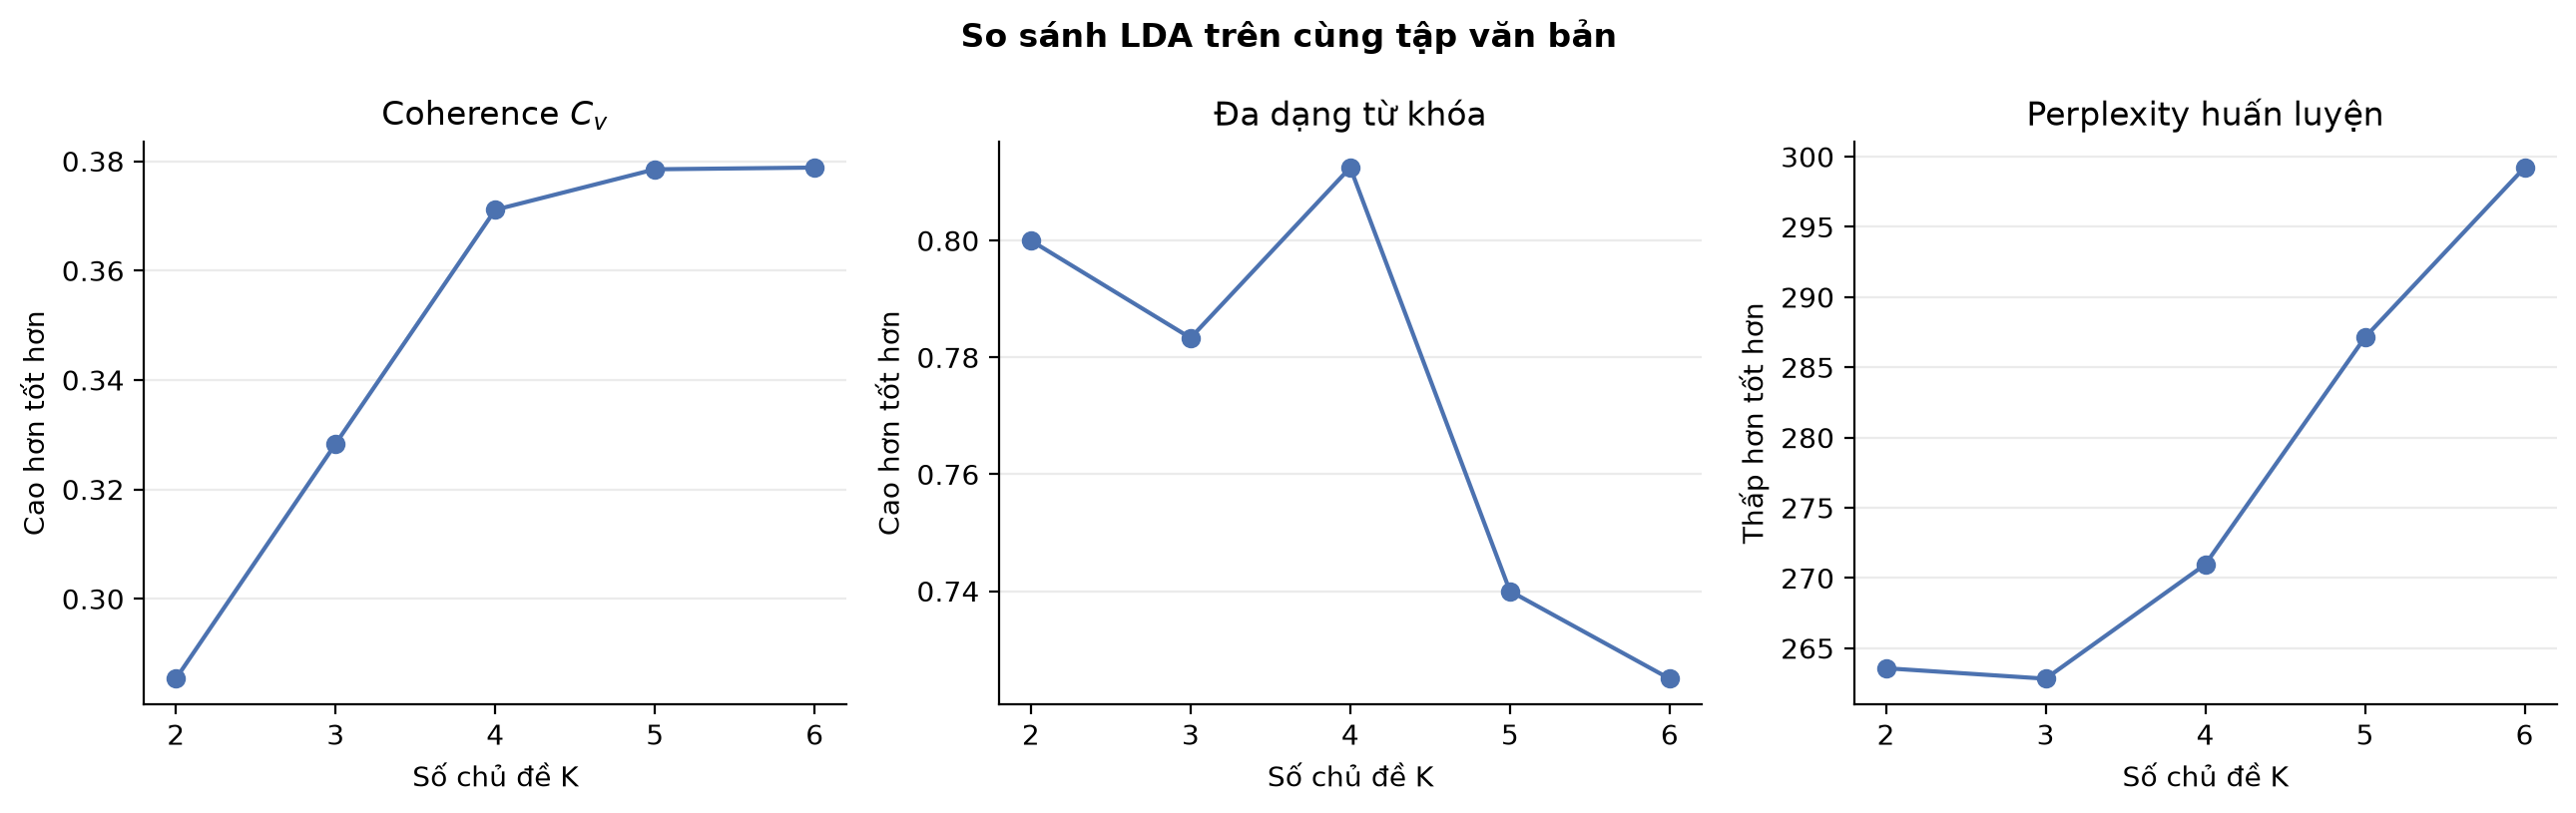 So sánh LDA trên cùng tập văn bản
Coherence Cv
Cao hơn tốt hơn
0.38
0.36
0.34
0.32
0.30
2 3 4 5 6
Số chủ đề K
Đa dạng từ khóa
Cao hơn tốt hơn
0.80
0.78
0.76
0.74
2 3 4 5 6
Số chủ đề K
Perplexity huấn luyện
Thấp hơn tốt hơn
300
295
290
285
280
275
270
265
2 3 4 5 6
Số chủ đề K